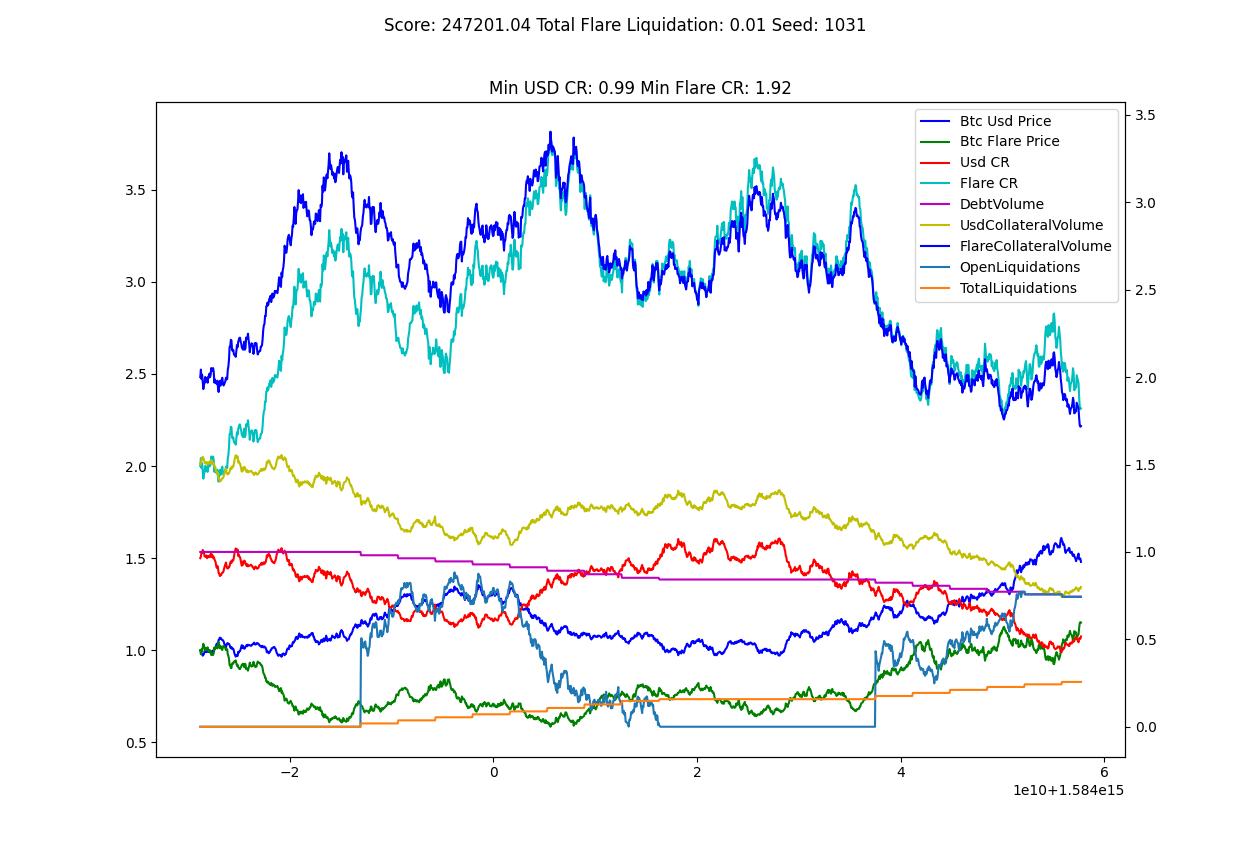 Score: 247201.04 Total Flare Liquidation: 0.01 Seed: 1031
Min USD CR: 0.99 Min Flare CR: 1.92
Btc Usd Price
Btc Flare Price
Usd CR
Flare CR
DebtVolume
UsdCollateralVolume
FlareCollateralVolume
OpenLiquidations
TotalLiquidations
3.5
3.0
2.5
2.0
1.5
1.0
0.5
3.5
3.0
2.5
2.0
1.5
1.0
0.5
0.0
−2
0
2
4
6
1e10+1.584e15